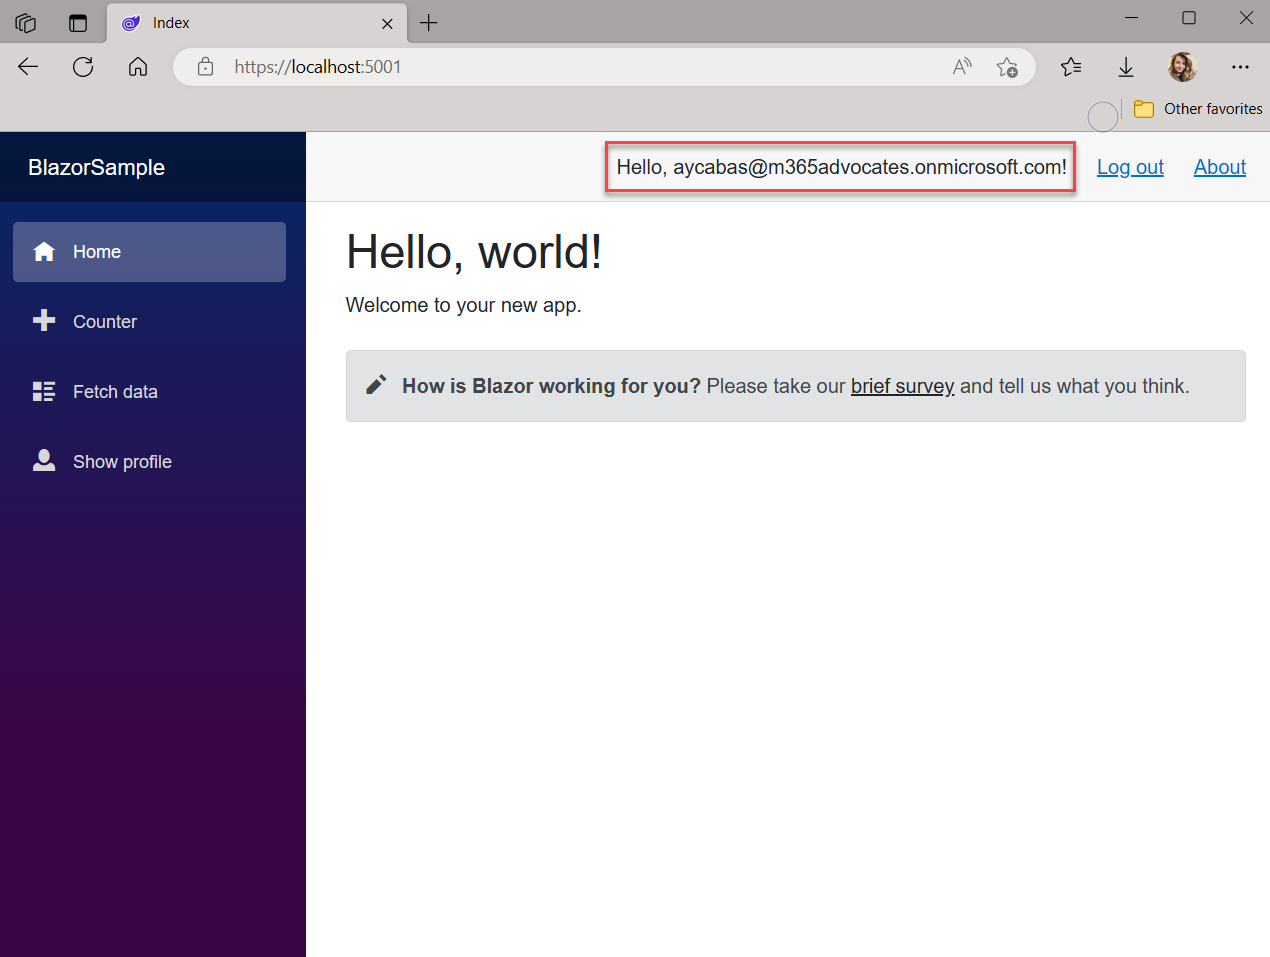 Index
https://localhost:5001
Other favorites
BlazorSample
Hello, aycabas@m365advocates.onmicrosoft.com! Log out About
Home
Counter
Fetch data
Show profile
Hello, world!
Welcome to your new app.
How is Blazor working for you? Please take our brief survey and tell us what you think.